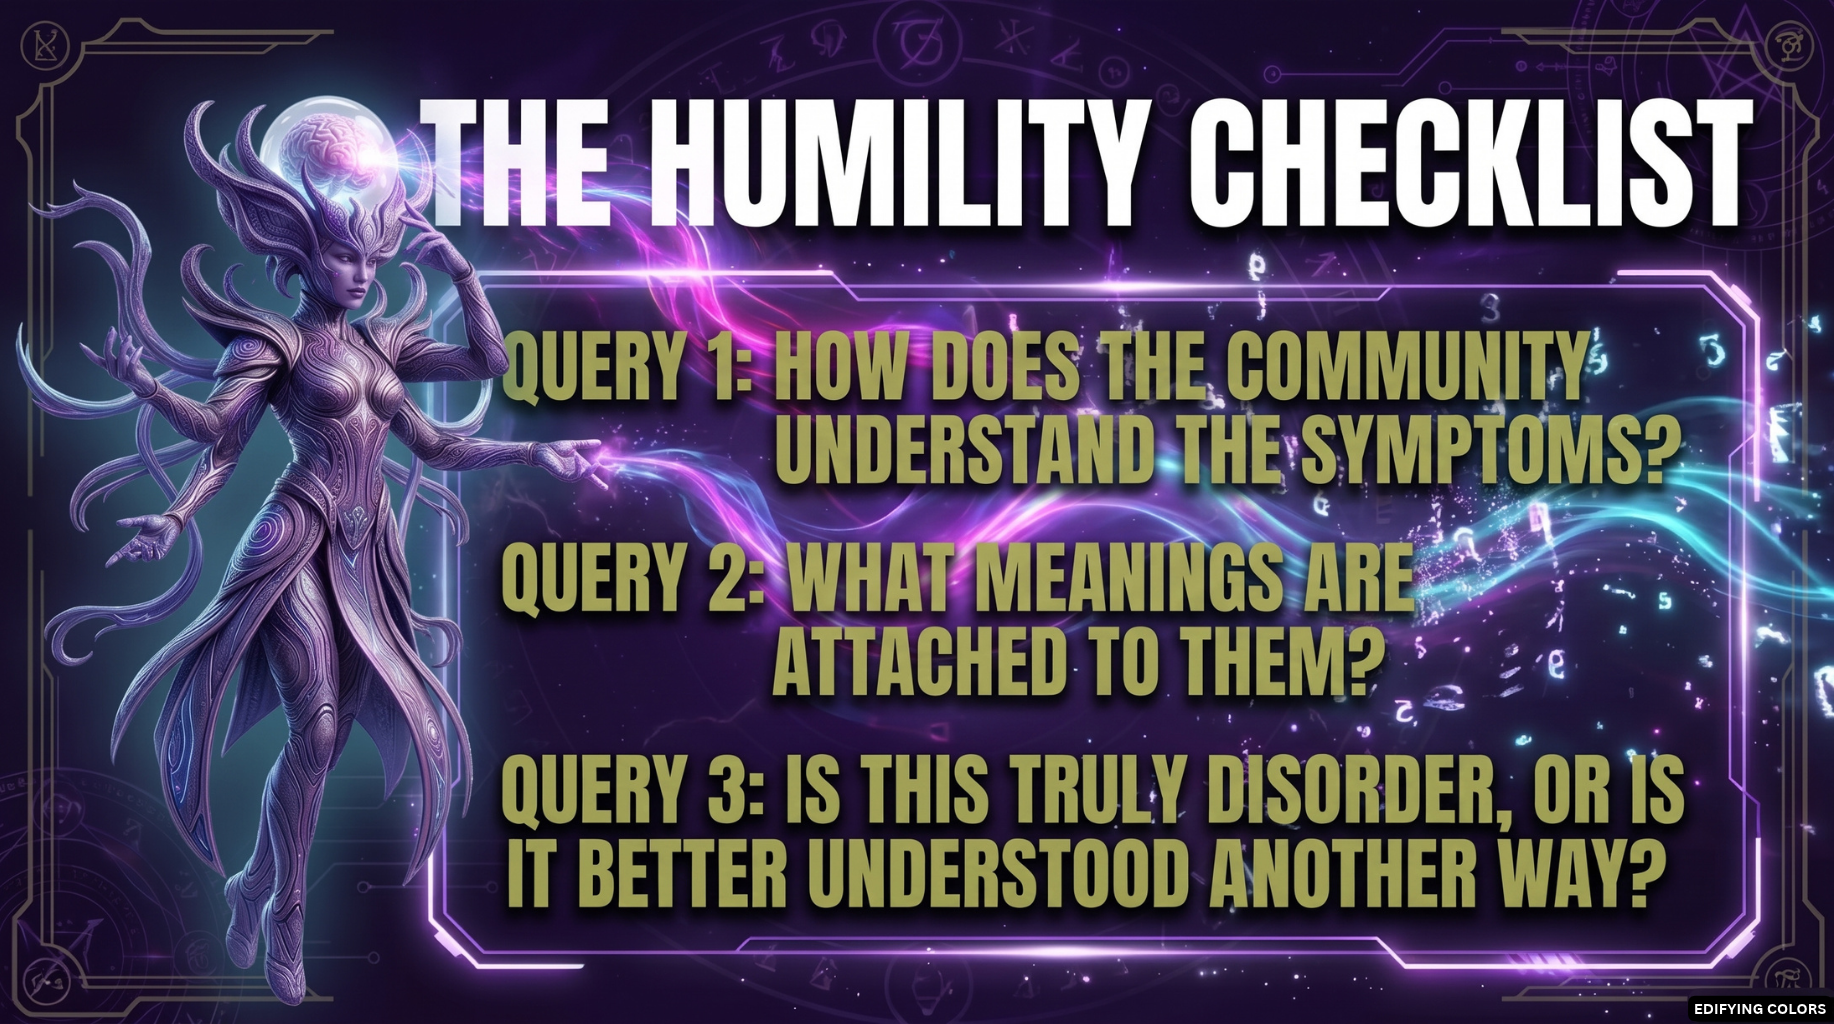 THE HUMILITY CHECKLIST
QUERY 1: HOW DOES THE COMMUNITY
UNDERSTAND THE SYMPTOMS?
QUERY 2: WHAT MEANINGS ARE
ATTACHED TO THEM?
QUERY 3: IS THIS TRULY DISORDER, OR IS
IT BETTER UNDERSTOOD ANOTHER WAY?
EDIFYING COLORS